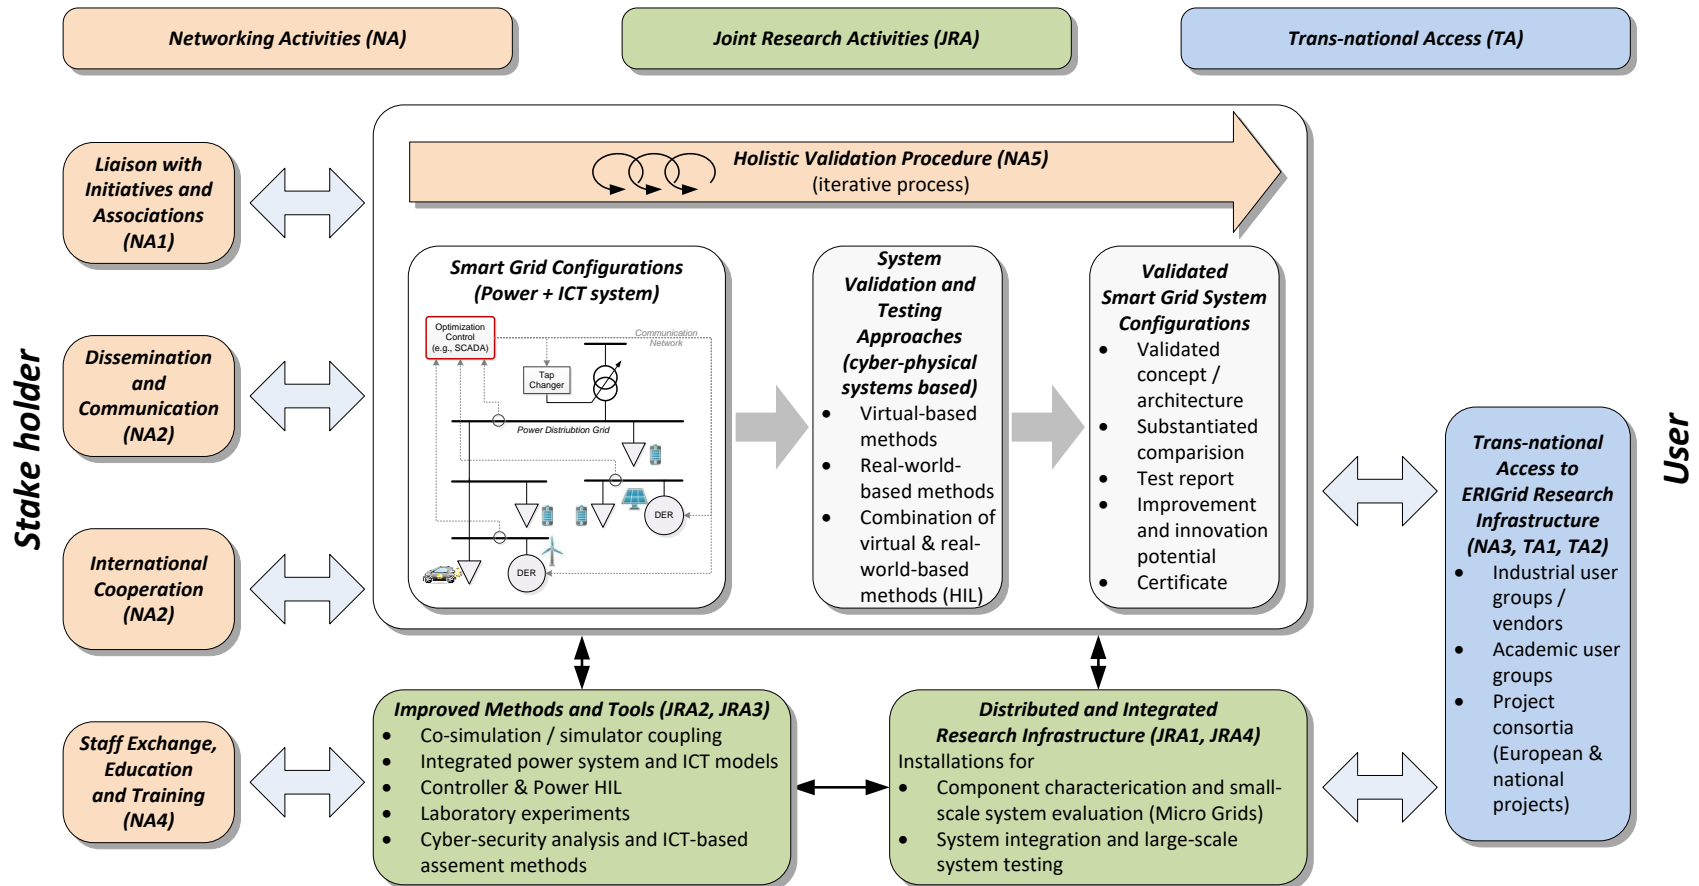 Networking Activities (NA)
Joint Research Activities (JRA)
Trans-national Access (TA)
Stake holder
Liaison with
Initiatives and
Associations
(NA1)
Dissemination
and
Communication
(NA2)
International
Cooperation
(NA2)
Staff Exchange,
Education
and Training
(NA4)
Holistic Validation Procedure (NA5)
(iterative process)
Smart Grid Configurations
(Power + ICT system)
Optimization
Control
(e.g., SCADA)
Communication
Network
Tap
Changer
Power Distriubtion Grid
DER
DER
System
Validation and
Testing
Approaches
(cyber-physical
systems based)
• Virtual-based
methods
• Real-world-
based methods
• Combination of
virtual & real-
world-based
methods (HIL)
Validated
Smart Grid System
Configurations
• Validated
concept /
architecture
• Substantiated
comparision
• Test report
• Improvement
and innovation
potential
• Certificate
Improved Methods and Tools (JRA2, JRA3)
• Co-simulation / simulator coupling
• Integrated power system and ICT models
• Controller & Power HIL
• Laboratory experiments
• Cyber-security analysis and ICT-based
assement methods
Distributed and Integrated
Research Infrastructure (JRA1, JRA4)
Installations for
• Component characterication and small-
scale system evaluation (Micro Grids)
• System integration and large-scale
system testing
Trans-national
Access to
ERIGrid Research
Infrastructure
(NA3, TA1, TA2)
• Industrial user
groups /
vendors
• Academic user
groups
• Project
consortia
(European &
national
projects)
User